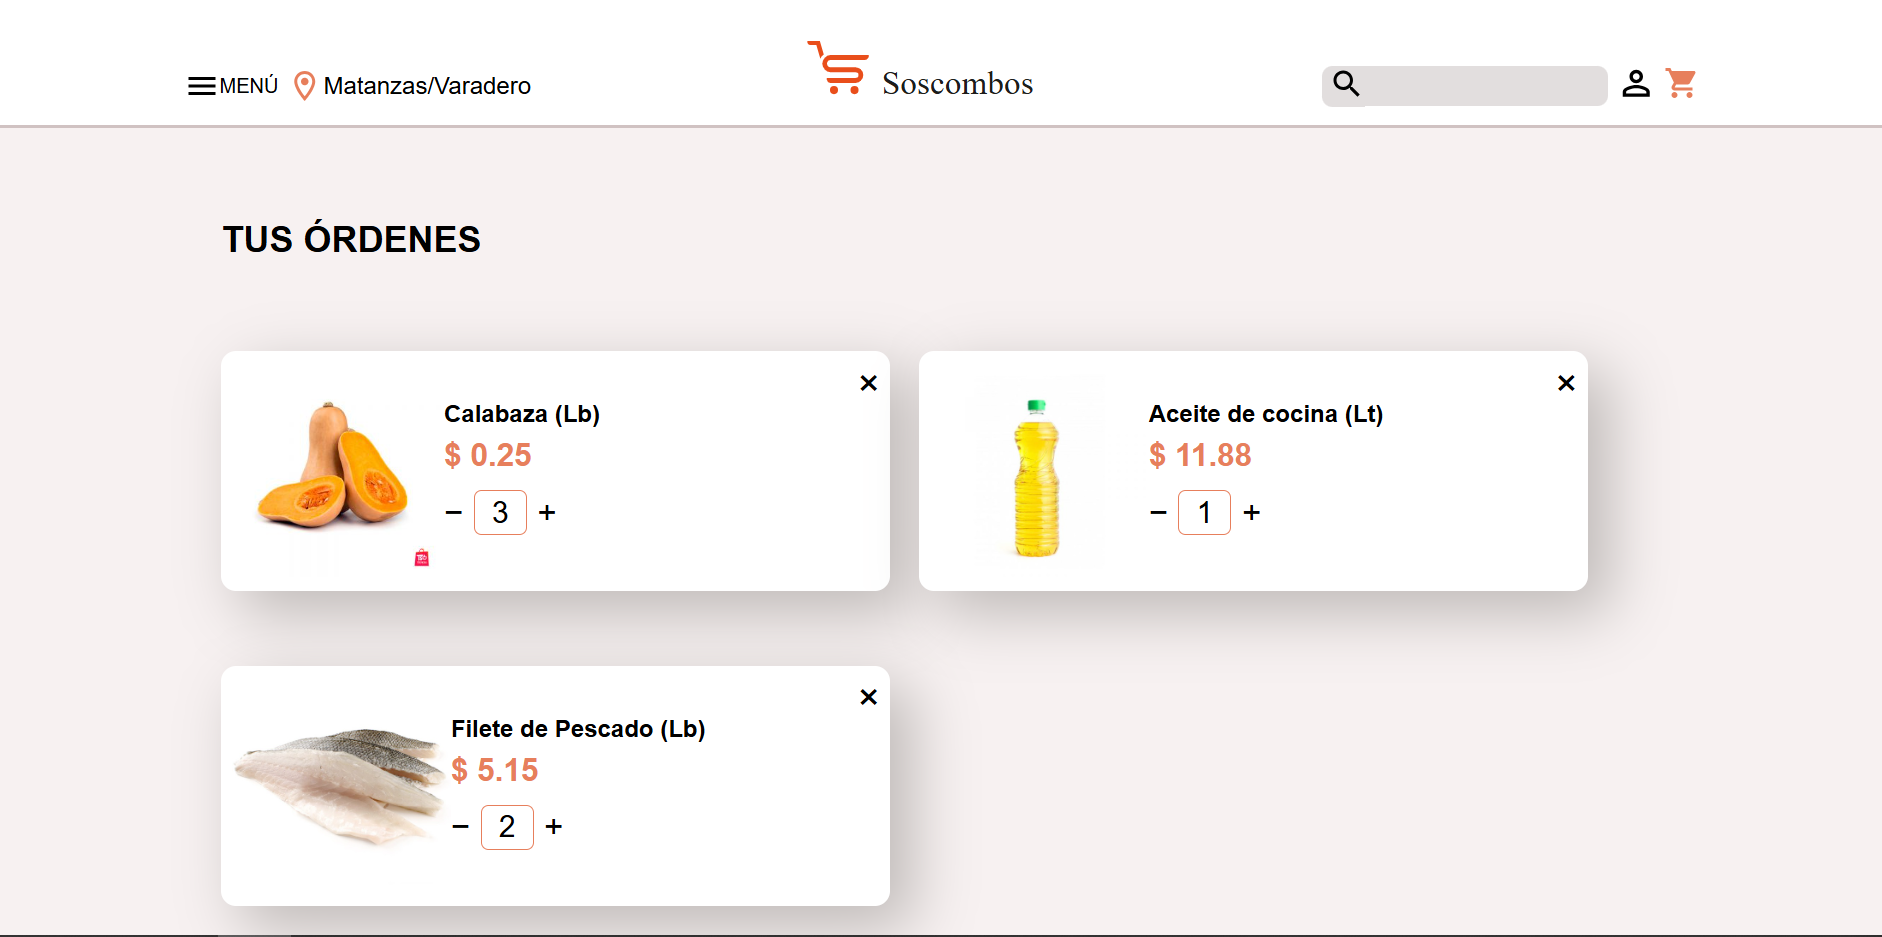 MENÚ
Matanzas/Varadero
Soscombos
TUS ÓRDENES
Calabaza (Lb)
$ 0.25
− 3 +
Aceite de cocina (Lt)
$ 11.88
− 1 +
Filete de Pescado (Lb)
$ 5.15
− 2 +